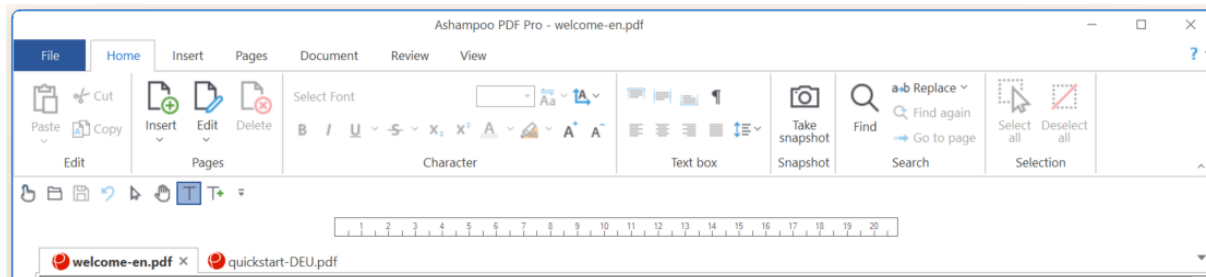 Ashampoo PDF Pro - welcome-en.pdf
File Home Insert Pages Document Review View ?
Cut a→b Replace
Select Font Find again
Paste Copy Insert Edit Delete B I U S X₂ X² A A⁺ A⁻ Take snapshot Find Go to page Select all Deselect all
Edit Pages Character Text box Snapshot Search Selection
T T+
1 2 3 4 5 6 7 8 9 10 11 12 13 14 15 16 17 18 19 20
welcome-en.pdf × quickstart-DEU.pdf